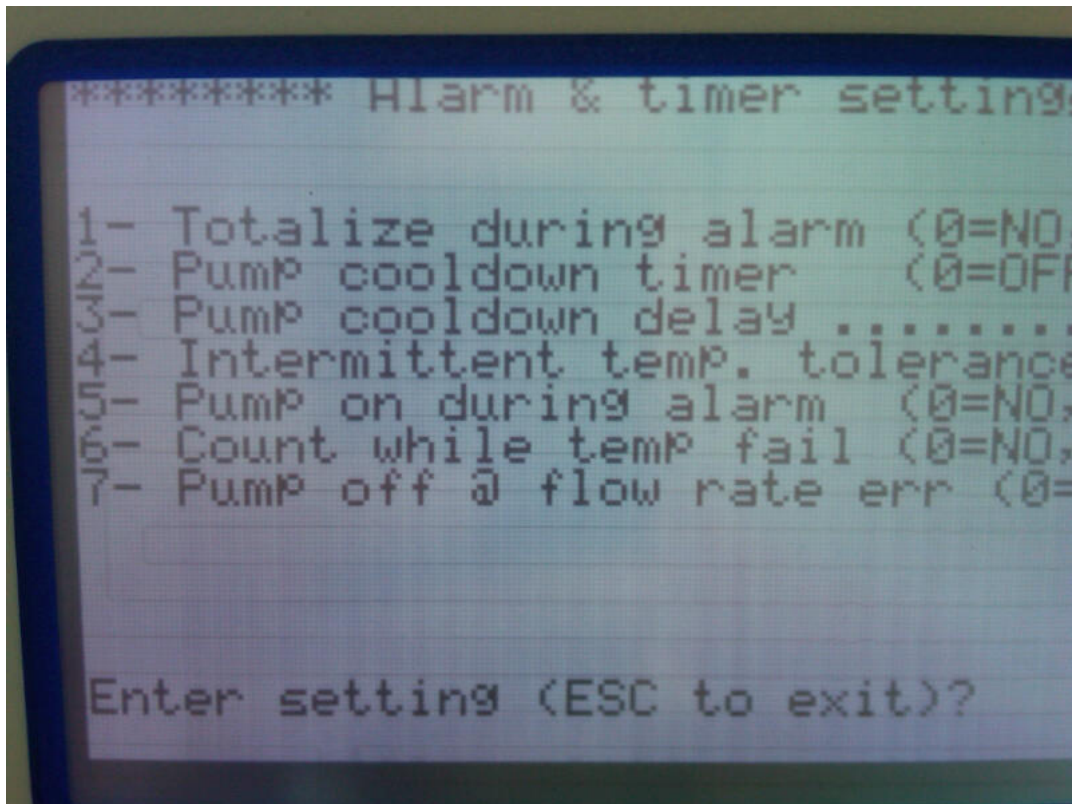 ******** Alarm & timer settings
1- Totalize during alarm (0=NO,
2- Pump cooldown timer (0=OFF
3- Pump cooldown delay ........
4- Intermittent temp. tolerance
5- Pump on during alarm (0=NO,
6- Count while temp fail (0=NO,
7- Pump off @ flow rate err (0=
Enter setting (ESC to exit)?